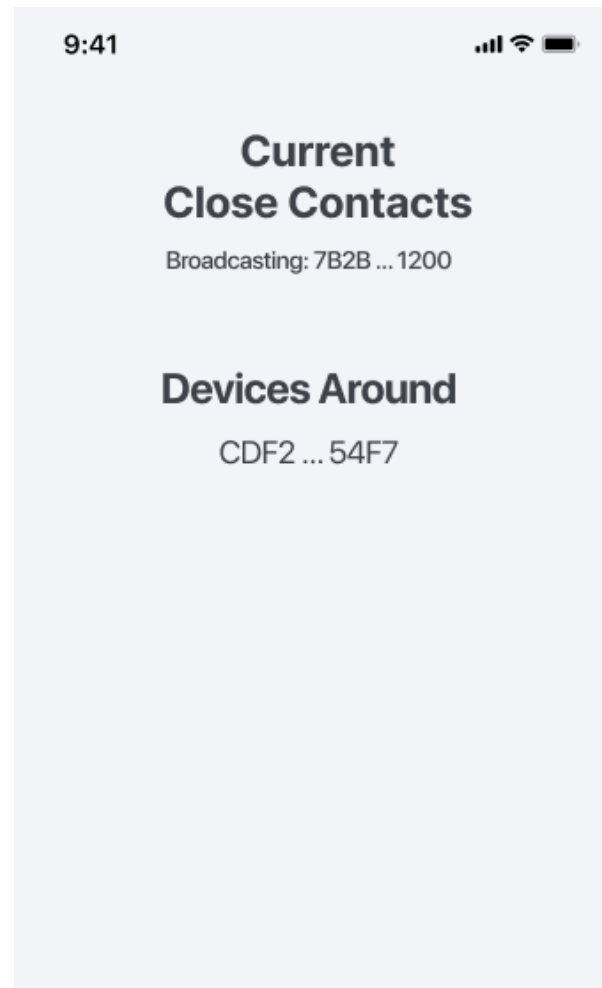 9:41
Current
Close Contacts
Broadcasting: 7B2B ... 1200
Devices Around
CDF2 ... 54F7